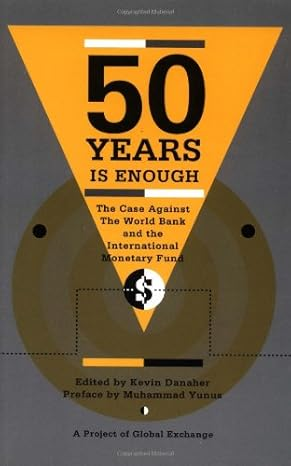 50
YEARS
IS ENOUGH
The Case Against
The World Bank
and the
International
Monetary Fund
$
Edited by Kevin Danaher
Preface by Muhammad Yunus
A Project of Global Exchange